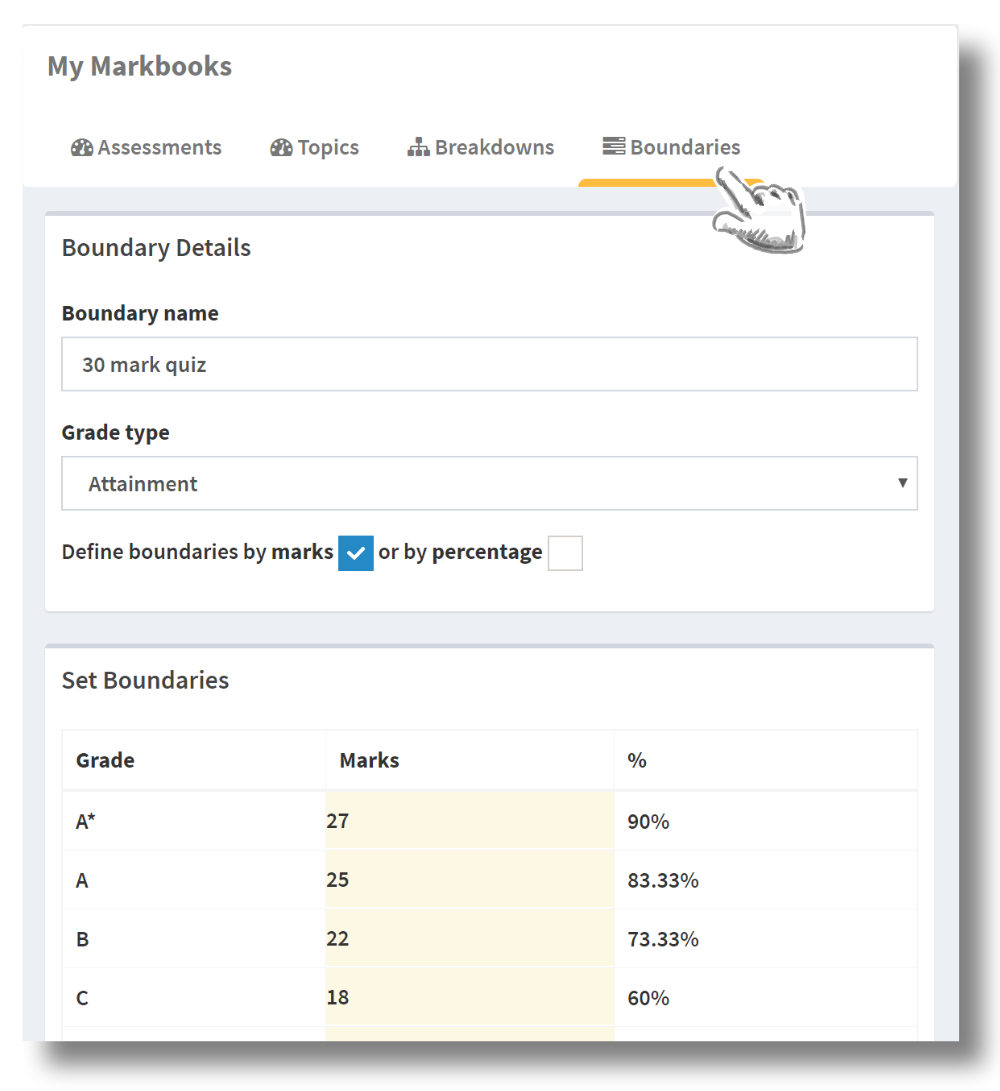 My Markbooks
Assessments Topics Breakdowns Boundaries
Boundary Details
Boundary name
30 mark quiz
Grade type
Attainment
Define boundaries by marks or by percentage
Set Boundaries
Grade Marks %
A* 27 90%
A 25 83.33%
B 22 73.33%
C 18 60%